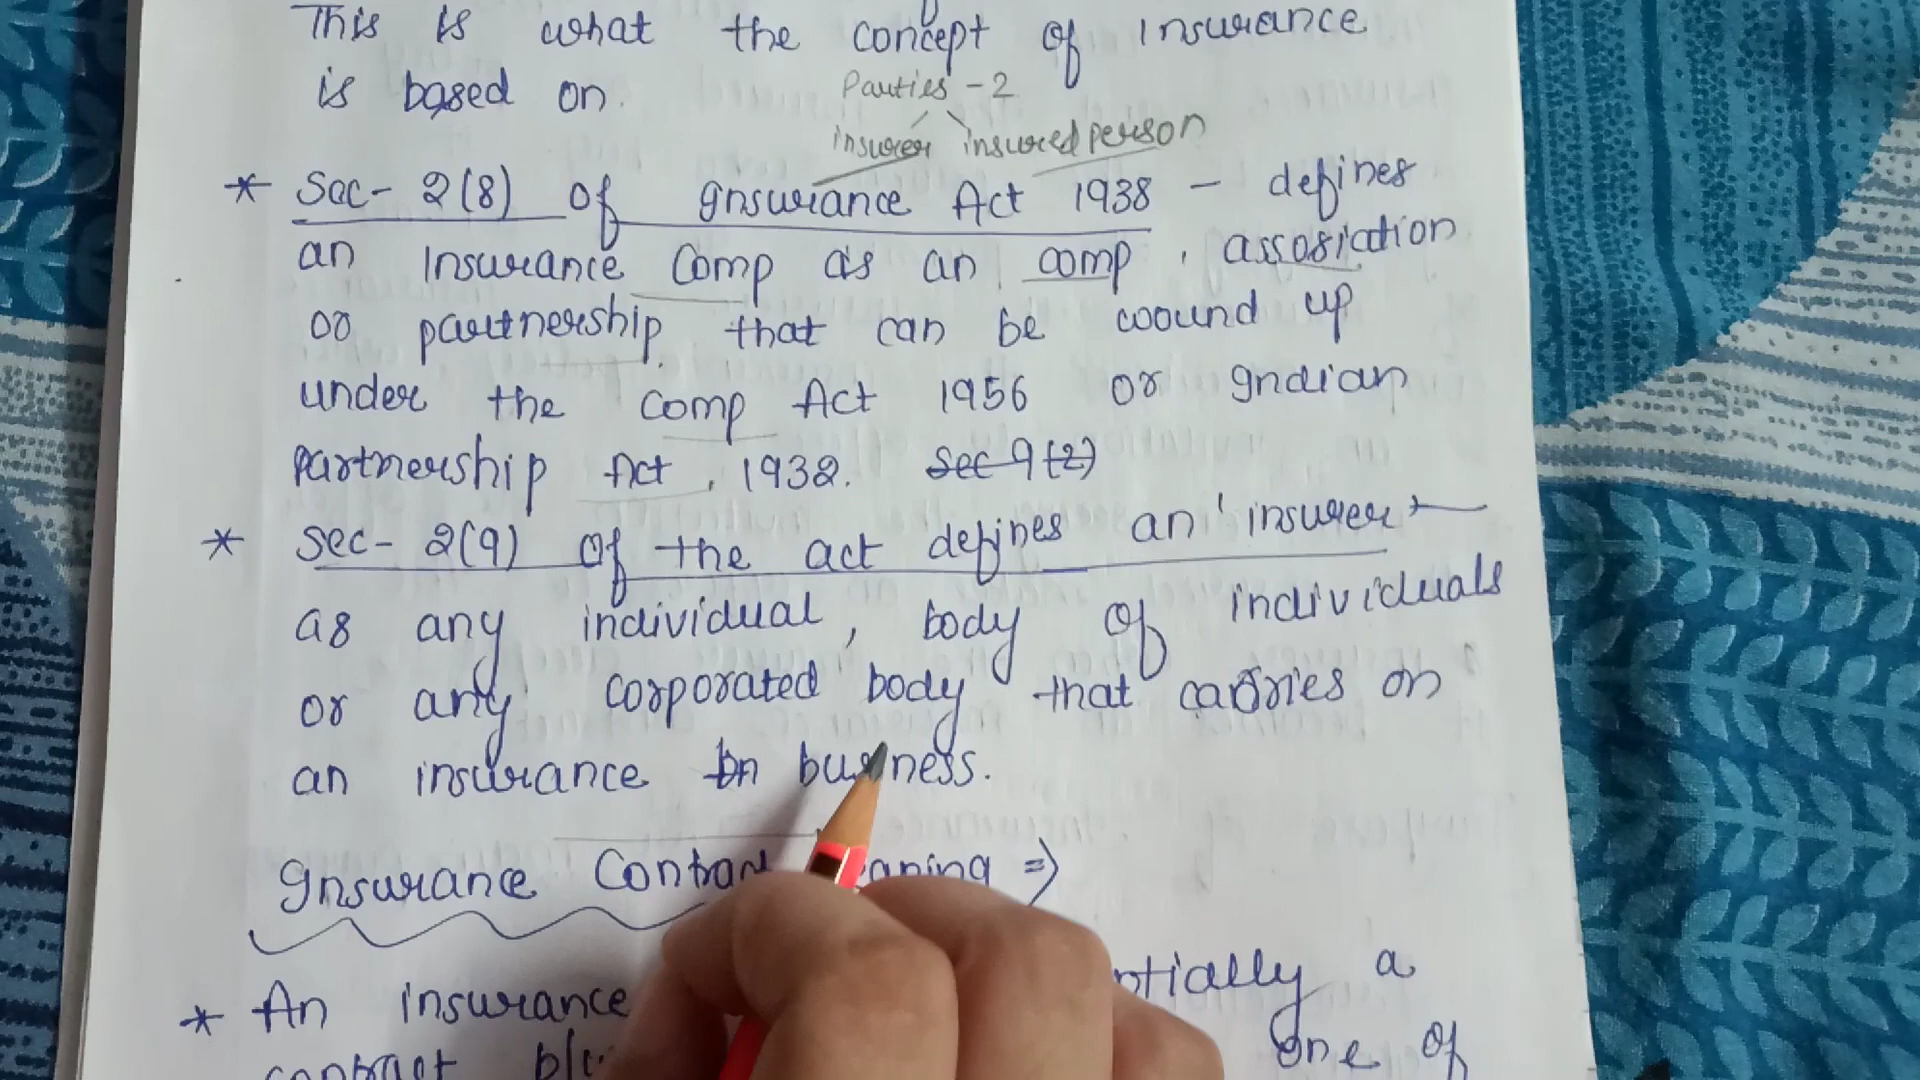 This is what the concept of insurance
is based on.
Parties - 2
insurer insured person
* Sec- 2(8) of Insurance Act 1938 - defines
an insurance comp as an comp, assosiation
or partnership that can be wound up
under the comp Act 1956 or Indian
partnership Act, 1932. sec 9(2)
* Sec- 2(9) of the act defines an 'insurer'
as any individual, body of individuals
or any corporated body that carries on
an insurance bn business.
Insurance =>
* An insurance a
contract one of